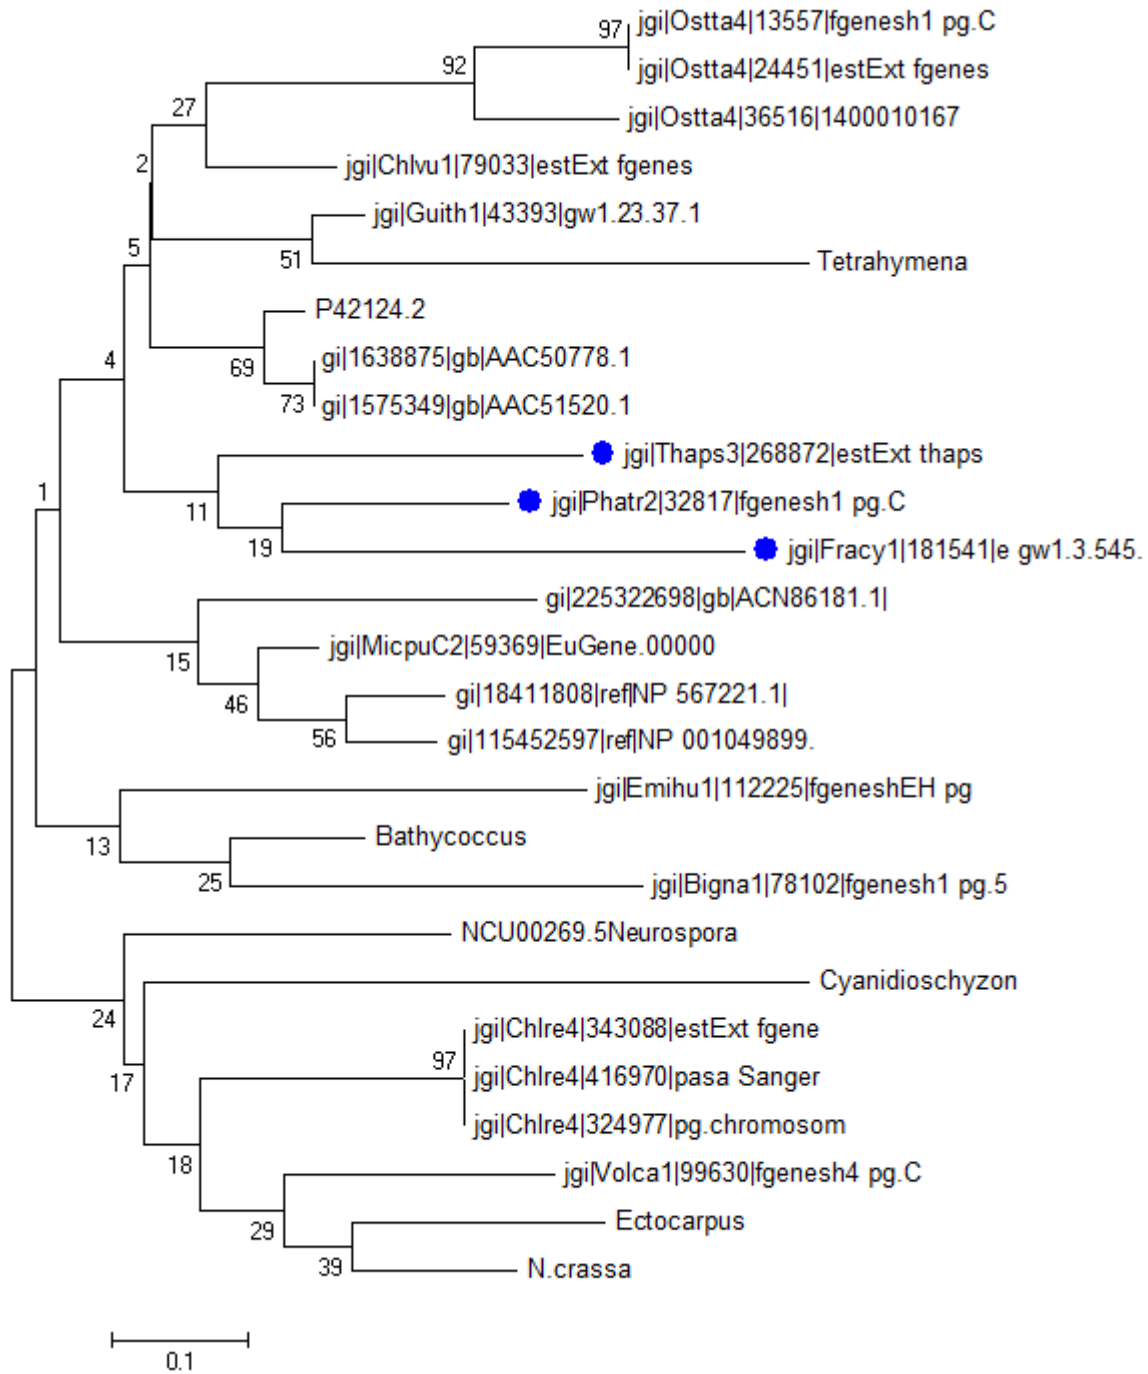 97
jgi|Ostta4|13557|fgenesh1 pg.C
jgi|Ostta4|24451|estExt fgenes
92
jgi|Ostta4|36516|1400010167
27
jgi|Chlvu1|79033|estExt fgenes
2
jgi|Guith1|43393|gw1.23.37.1
51
Tetrahymena
5
P42124.2
69
gi|1638875|gb|AAC50778.1
73
gi|1575349|gb|AAC51520.1
4
jgi|Thaps3|268872|estExt thaps
11
jgi|Phatr2|32817|fgenesh1 pg.C
19
jgi|Fracy1|181541|e gw1.3.545.
1
gi|225322698|gb|ACN86181.1|
15
jgi|MicpuC2|59369|EuGene.00000
46
gi|18411808|ref|NP 567221.1|
56
gi|115452597|ref|NP 001049899.
jgi|Emihu1|112225|fgeneshEH pg
13
Bathycoccus
25
jgi|Bigna1|78102|fgenesh1 pg.5
NCU00269.5Neurospora
24
Cyanidioschyzon
17
jgi|Chlre4|343088|estExt fgene
97
jgi|Chlre4|416970|pasa Sanger
jgi|Chlre4|324977|pg.chromosom
18
jgi|Volca1|99630|fgenesh4 pg.C
29
Ectocarpus
39
N.crassa
0.1